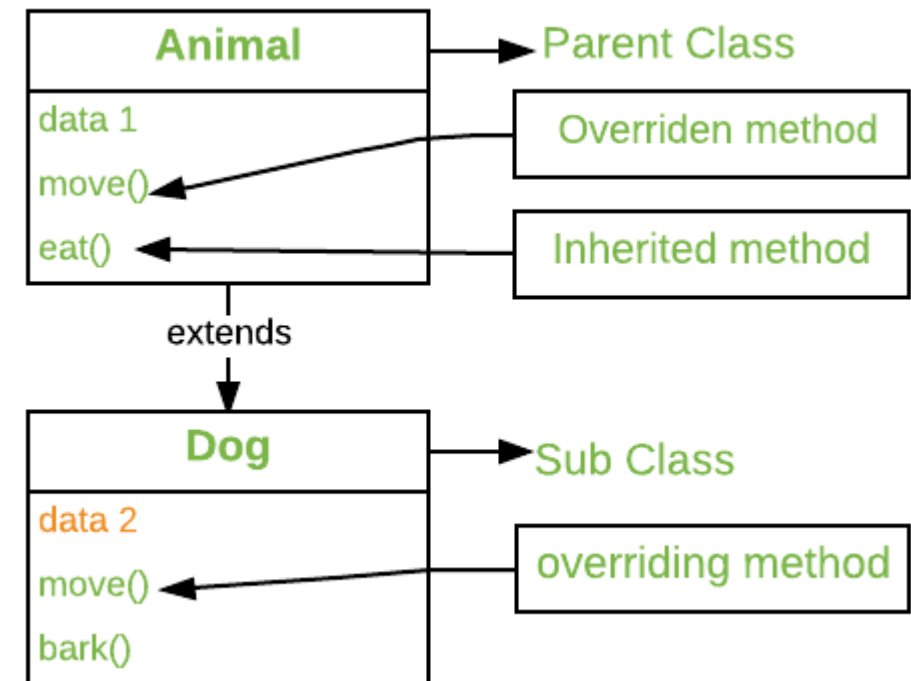 Animal
Parent Class
data 1
Overriden method
move()
eat()
Inherited method
extends
Dog
Sub Class
data 2
overriding method
move()
bark()